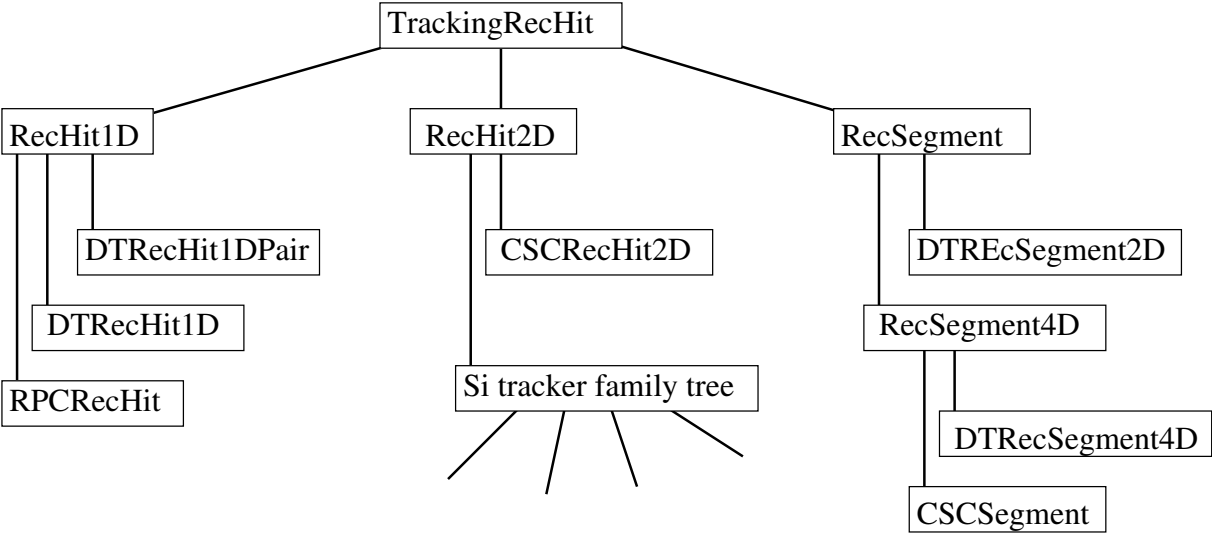 TrackingRecHit
RecHit1D
RecHit2D
RecSegment
DTRecHit1DPair
CSCRecHit2D
DTREcSegment2D
DTRecHit1D
RecSegment4D
Si tracker family tree
RPCRecHit
DTRecSegment4D
CSCSegment